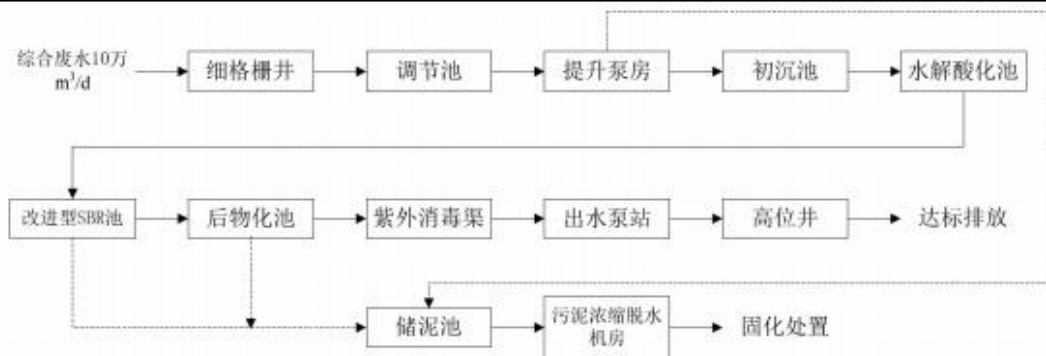 综合废水10万
m³/d
细格栅井
调节池
提升泵房
初沉池
水解酸化池
改进型SBR池
后物化池
紫外消毒渠
出水泵站
高位井
达标排放
储泥池
污泥浓缩脱水
机房
固化处置